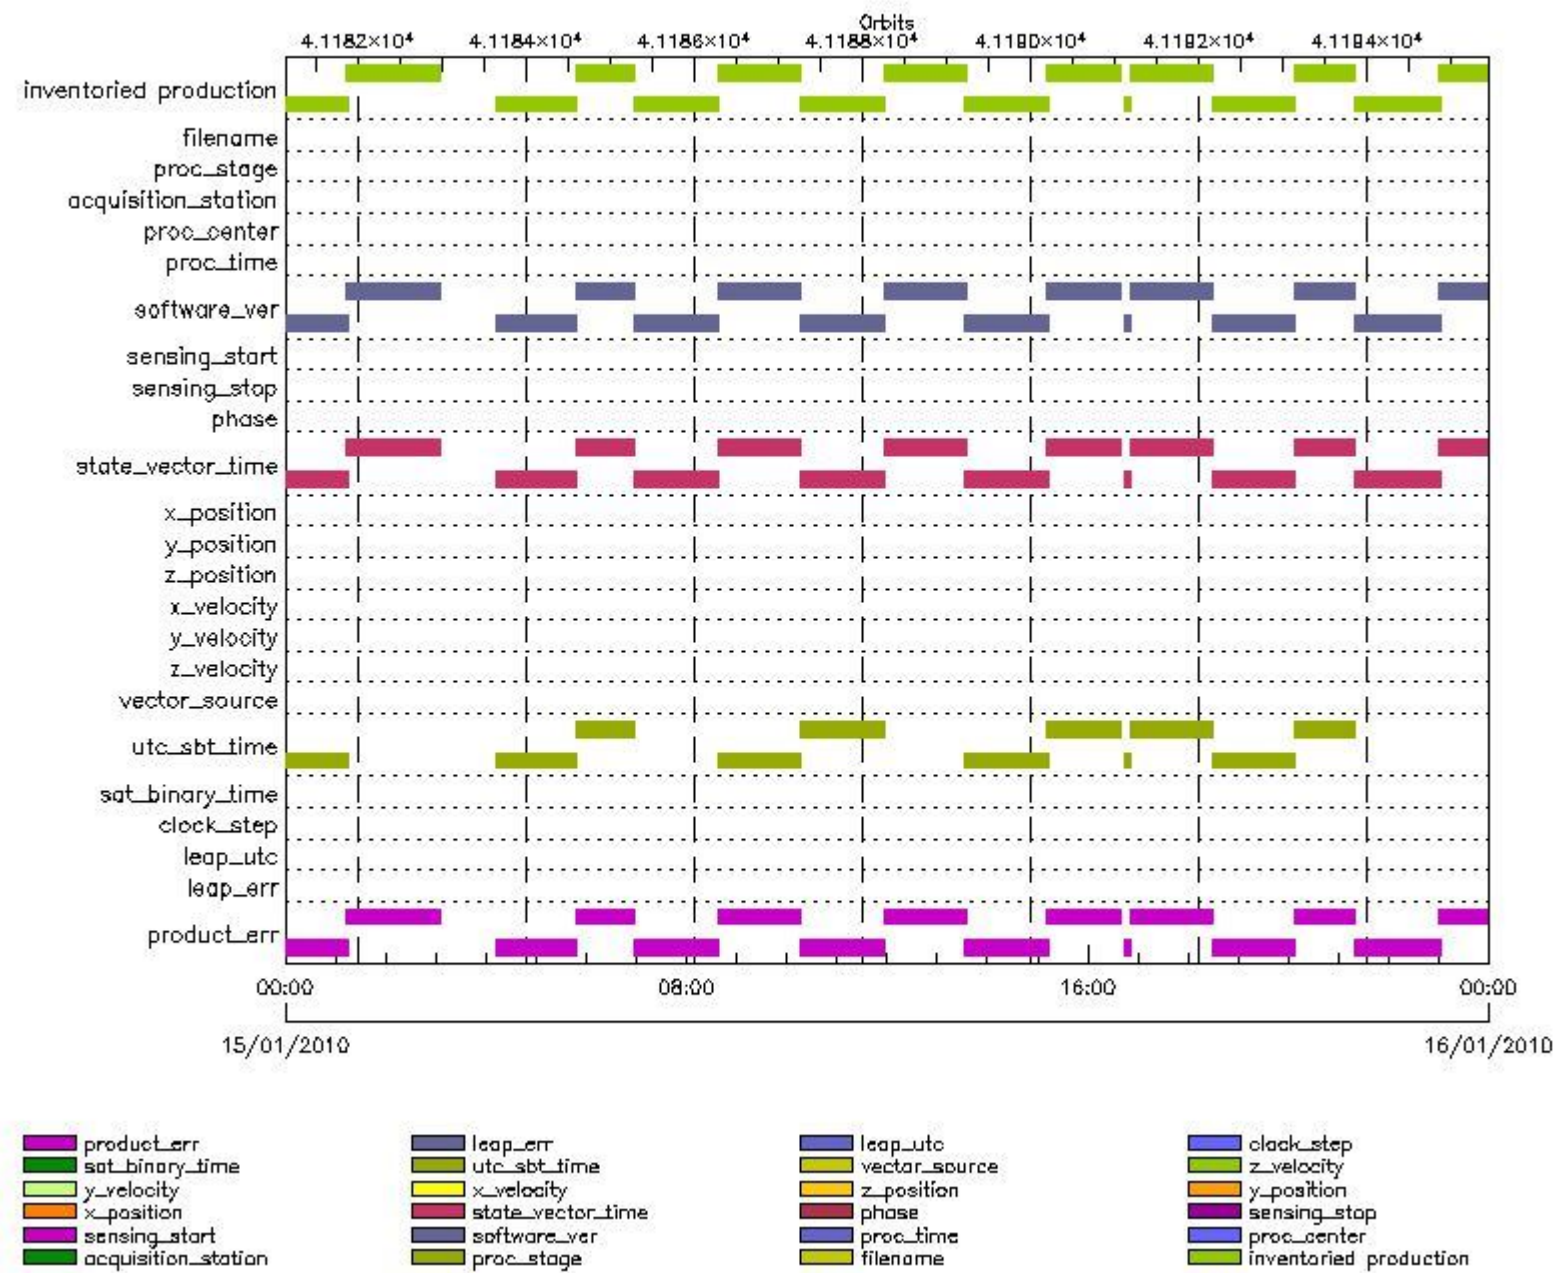 Orbits
4.1182×10⁴ 4.1184×10⁴ 4.1186×10⁴ 4.1188×10⁴ 4.1190×10⁴ 4.1192×10⁴ 4.1194×10⁴
inventoried production
filename
proc_stage
acquisition_station
proc_center
proc_time
software_ver
sensing_start
sensing_stop
phase
state_vector_time
x_position
y_position
z_position
x_velocity
y_velocity
z_velocity
vector_source
utc_sbt_time
sat_binary_time
clock_step
leap_utc
leap_err
product_err
00:00 08:00 16:00 00:00
15/01/2010 16/01/2010
product_err leap_err leap_utc clock_step
sat_binary_time utc_sbt_time vector_source z_velocity
y_velocity x_velocity z_position y_position
x_position state_vector_time phase sensing_stop
sensing_start software_ver proc_time proc_center
acquisition_station proc_stage filename inventoried production